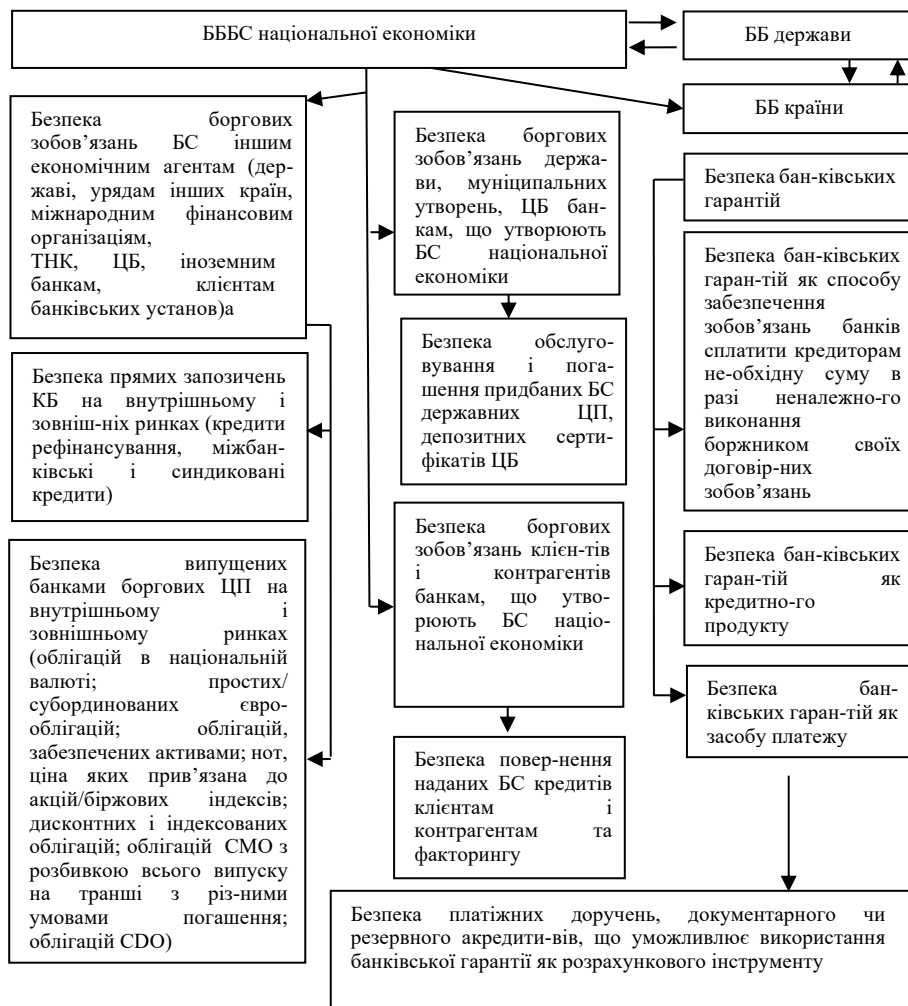 БББС національної економіки
ББ держави
ББ країни
Безпека боргових
зобов’язань БС іншим
економічним агентам (дер-
жаві, урядам інших країн,
міжнародним фінансовим
організаціям,
ТНК, ЦБ, іноземним
банкам, клієнтам
банківських установ)а
Безпека прямих запозичень
КБ на внутрішньому і
зовніш-ніх ринках (кредити
рефінансування, міжбан-
ківські і синдиковані
кредити)
Безпека випущених
банками боргових ЦП на
внутрішньому і
зовнішньому ринках
(облігацій в національній
валюті; простих/
субординованих євро-
облігацій; облігацій,
забезпечених активами; нот,
ціна яких прив’язана до
акцій/біржових індексів;
дисконтних і індексованих
облігацій; облігацій СМО з
розбивкою всього випуску
на транші з різ-ними
умовами погашення;
облігацій CDO)
Безпека боргових
зобов’язань держа-
ви, муніципальних
утворень, ЦБ бан-
кам, що утворюють
БС національної
економіки
Безпека обслуго-
вування і пога-
шення придбаних БС
державних ЦП,
депозитних серти-
фікатів ЦБ
Безпека боргових
зобов’язань клієн-тів
і контрагентів
банкам, що утво-
рюють БС націо-
нальної економіки
Безпека повер-нення
наданих БС кредитів
клієнтам і
контрагентам та
факторингу
Безпека бан-ківських
гарантій
Безпека бан-ківських
гаран-тій як способу
забезпечення
зобов’язань банків
сплатити кредиторам
не-обхідну суму в
разі неналежно-го
виконання
боржником своїх
договір-них
зобов’язань
Безпека бан-ківських
гаран-тій як
кредитно-го
продукту
Безпека бан-
ківських гаран-тій як
засобу платежу
Безпека платіжних доручень, документарного чи
резервного акредити-вів, що уможливлює використання
банківської гарантії як розрахункового інструменту